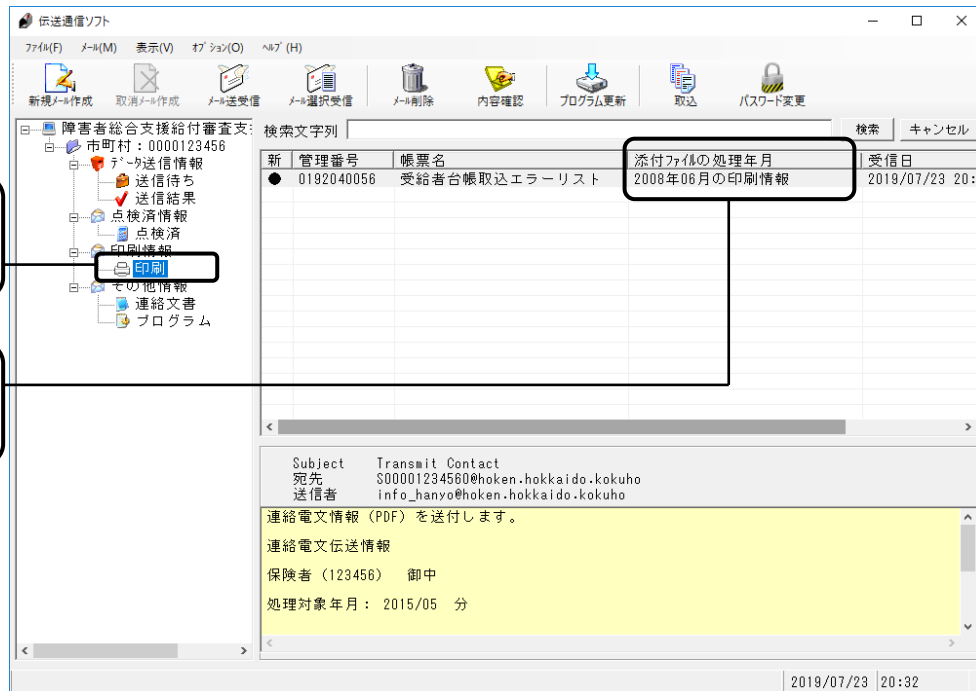 伝送通信ソフト
ﾌｧｲﾙ(F) ﾒｰﾙ(M) 表示(V) ｵﾌﾟｼｮﾝ(O) ﾍﾙﾌﾟ(H)
新規ﾒｰﾙ作成 取消ﾒｰﾙ作成 ﾒｰﾙ送受信 ﾒｰﾙ選択受信 ﾒｰﾙ削除 内容確認 ﾌﾟﾛｸﾞﾗﾑ更新 取込 ﾊﾟｽﾜｰﾄﾞ変更
障害者総合支援給付審査支
市町村：0000123456
ﾃﾞｰﾀ送信情報
送信待ち
送信結果
点検済情報
点検済
印刷情報
印刷
その他情報
連絡文書
プログラム
検索文字列 検索 キャンセル
新 管理番号 帳票名 添付ﾌｧｲﾙの処理年月 受信日
● 0192040056 受給者台帳取込エラーリスト 2008年06月の印刷情報 2019/07/23 20:
Subject Transmit Contact
宛先 S00001234560@hoken.hokkaido.kokuho
送信者 info_hanyo@hoken.hokkaido.kokuho
連絡電文情報（PDF）を送付します。
連絡電文伝送情報
保険者（123456） 御中
処理対象年月： 2015/05 分
2019/07/23 20:32